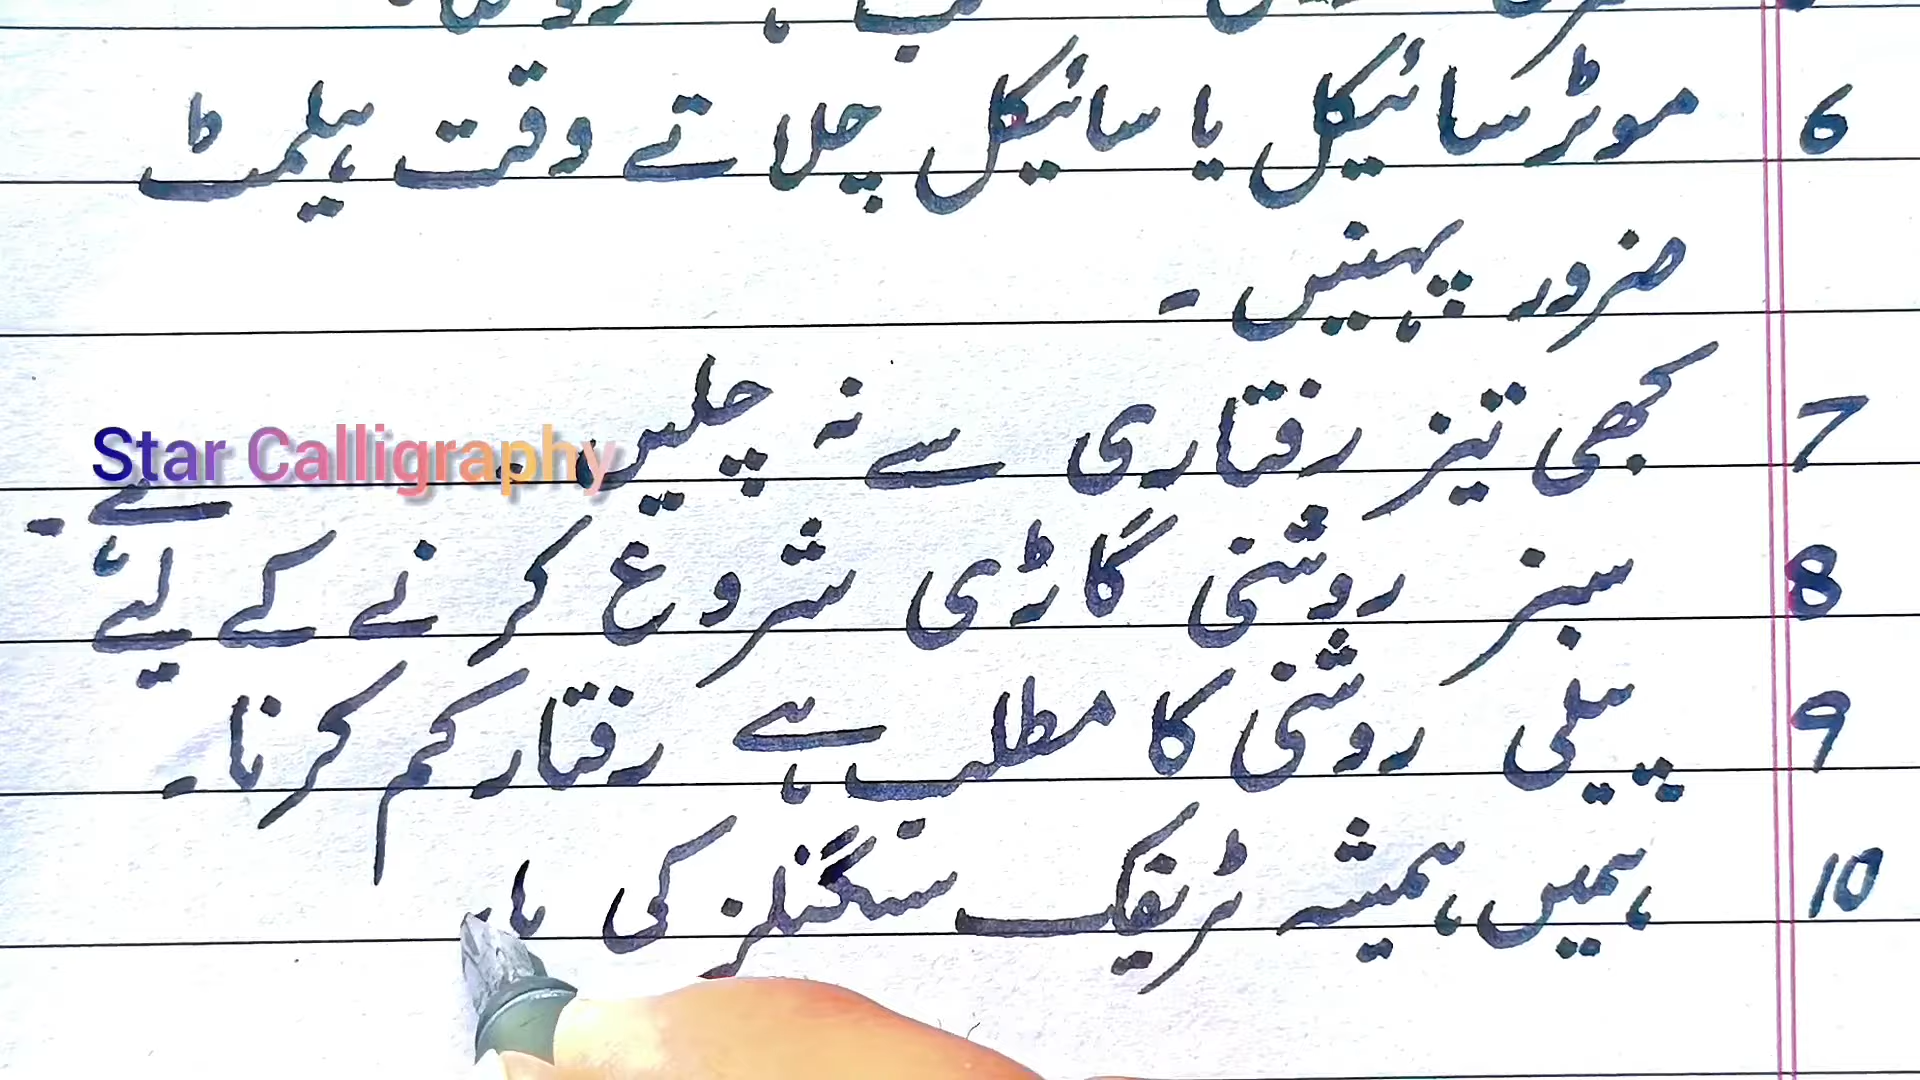 6 موٹر سائیکل یا سائیکل چلاتے وقت ہیلمٹ
ضرور پہنیں ۔
7 کبھی تیز رفتاری سے نہ چلیں
Star Calligraphy
ہے ۔
8 سبز روشنی گاڑی شروع کرنے کے لیٔے
9 پیلی روشنی کا مطلب ہے رفتار کم کرنا ۔
10 ہمیں ہمیشہ ٹریفک سگنلز کی